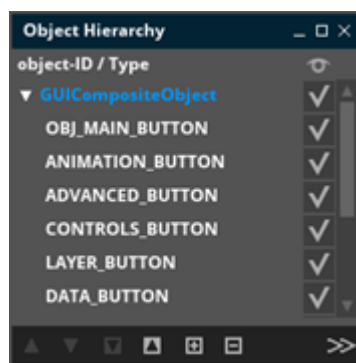 Object Hierarchy
object-ID / Type
GUICompositeObject
OBJ_MAIN_BUTTON
ANIMATION_BUTTON
ADVANCED_BUTTON
CONTROLS_BUTTON
LAYER_BUTTON
DATA_BUTTON